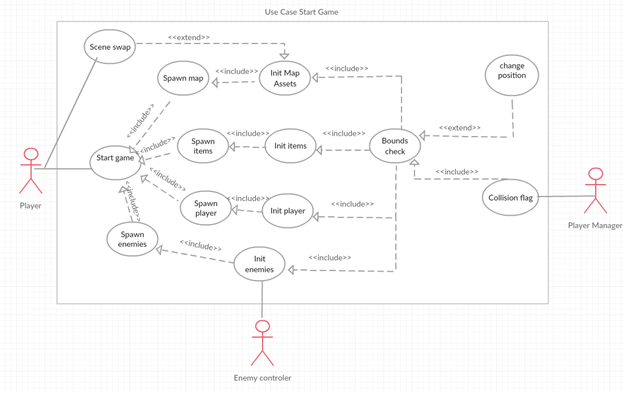 Use Case Start Game
Scene swap
<<extend>>
Spawn map
<<include>>
Init Map
Assets
<<include>>
change
position
<<include>>
<<include>>
Spawn
items
<<include>>
Init items
<<include>>
Bounds
check
<<extend>>
Start game
<<include>>
<<include>>
Spawn
player
<<include>>
Init player
<<include>>
<<include>>
Collision flag
Player
Player Manager
<<include>>
Spawn
enemies
<<include>>
Init
enemies
<<include>>
Enemy controler